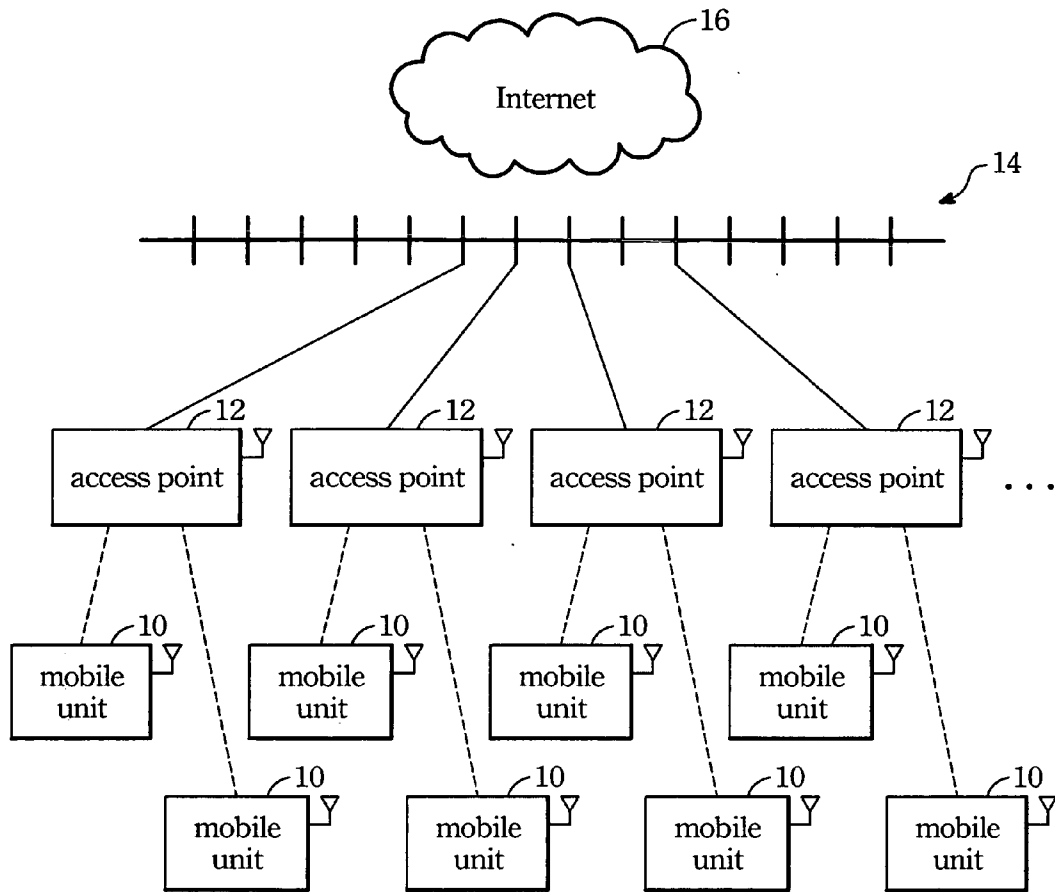 16
Internet
14
12
12
12
12
access point
access point
access point
access point
. . .
10
10
10
10
mobile
unit
mobile
unit
mobile
unit
mobile
unit
10
10
10
10
mobile
unit
mobile
unit
mobile
unit
mobile
unit